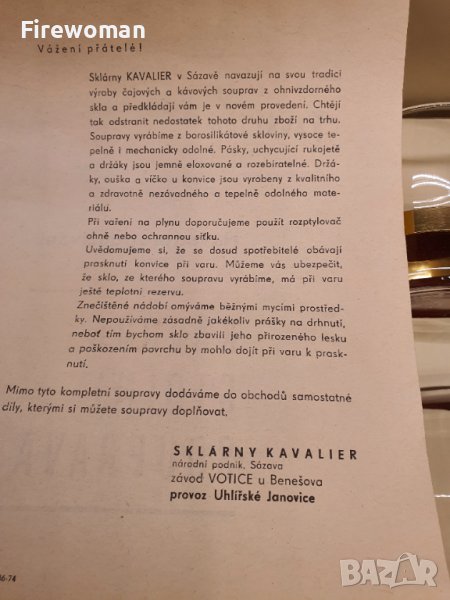 Firewoman
Vážení přátelé!
Sklárny KAVALIER v Sázavě navazují na svou tradici
výroby čajových a kávových souprav z ohnivzdorného
skla a předkládají vám je v novém provedení. Chtějí
tak odstranit nedostatek tohoto druhu zboží na trhu.
Soupravy vyrábíme z borosilikátové skloviny, vysoce te-
pelně i mechanicky odolné. Pásky, uchycující rukojetě
a držáky jsou jemně eloxované a rozebíratelné. Držá-
ky, ouška a víčko u konvice jsou vyrobeny z kvalitního
a zdravotně nezávadného a tepelně odolného mate-
riálu.
Při vaření na plynu doporučujeme použít rozptylovač
ohně nebo ochrannou síťku.
Uvědomujeme si, že se dosud spotřebitelé obávají
prasknutí konvice při varu. Můžeme vás ubezpečit,
že sklo, ze kterého soupravu vyrábíme, má při varu
ještě teplotní rezervu.
Znečištěné nádobí omýváme běžnými mycími prostřed-
ky. Nepoužíváme zásadně jakékoliv prášky na drhnutí,
neboť tím bychom sklo zbavili jeho přirozeného lesku
a poškozením povrchu by mohlo dojít při varu k prask-
nutí.
Mimo tyto kompletní soupravy dodáváme do obchodů samostatné
díly, kterými si můžete soupravy doplňovat.
SKLÁRNY KAVALIER
národní podnik, Sázava
závod VOTICE u Benešova
provoz Uhlířské Janovice
6-74
bazar